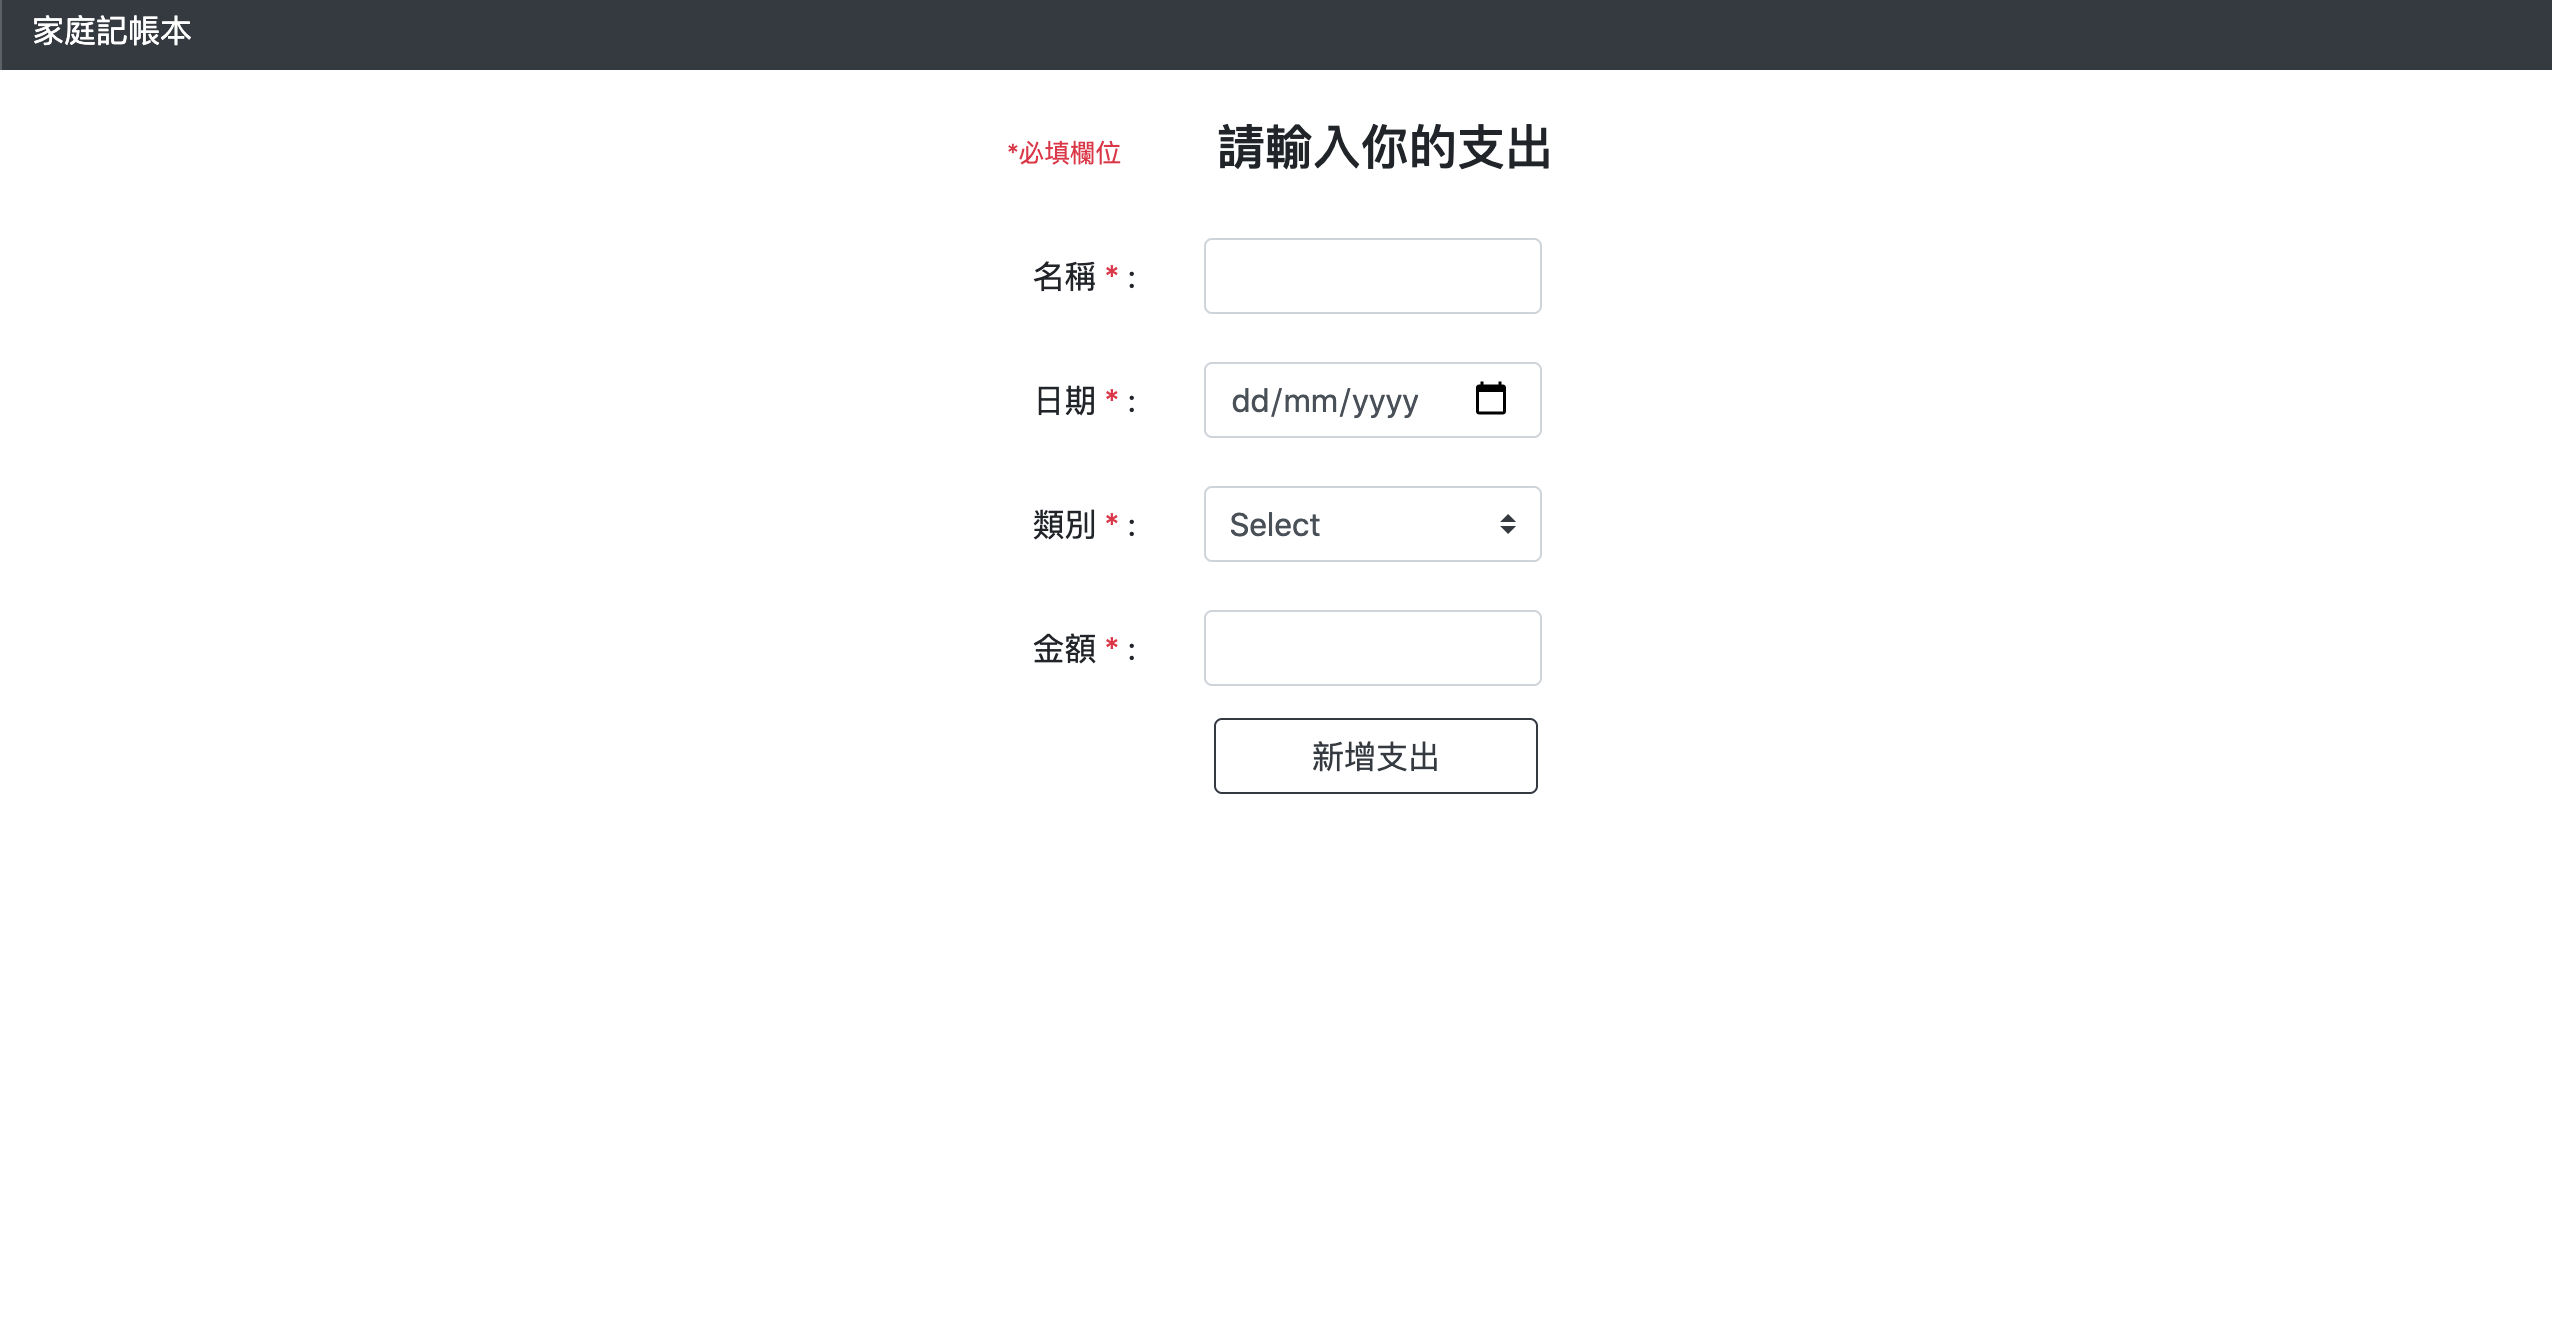 家庭記帳本
*必填欄位 請輸入你的支出
名稱 * :
日期 * : dd/mm/yyyy
類別 * : Select
金額 * :
新增支出